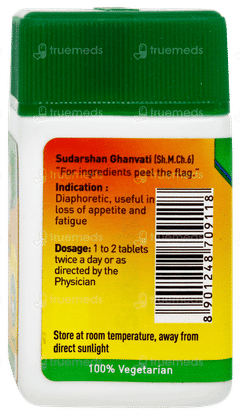 truemeds
truemeds
Sudarshan Ghanvati (Sh.M.Ch.6)
"For ingredients peel the flag."
Indication :
Diaphoretic, useful in
loss of appetite and
fatigue
Dosage: 1 to 2 tablets
twice a day or as
directed by the
Physician
8 901248 709118
Store at room temperature, away from
direct sunlight
100% Vegetarian